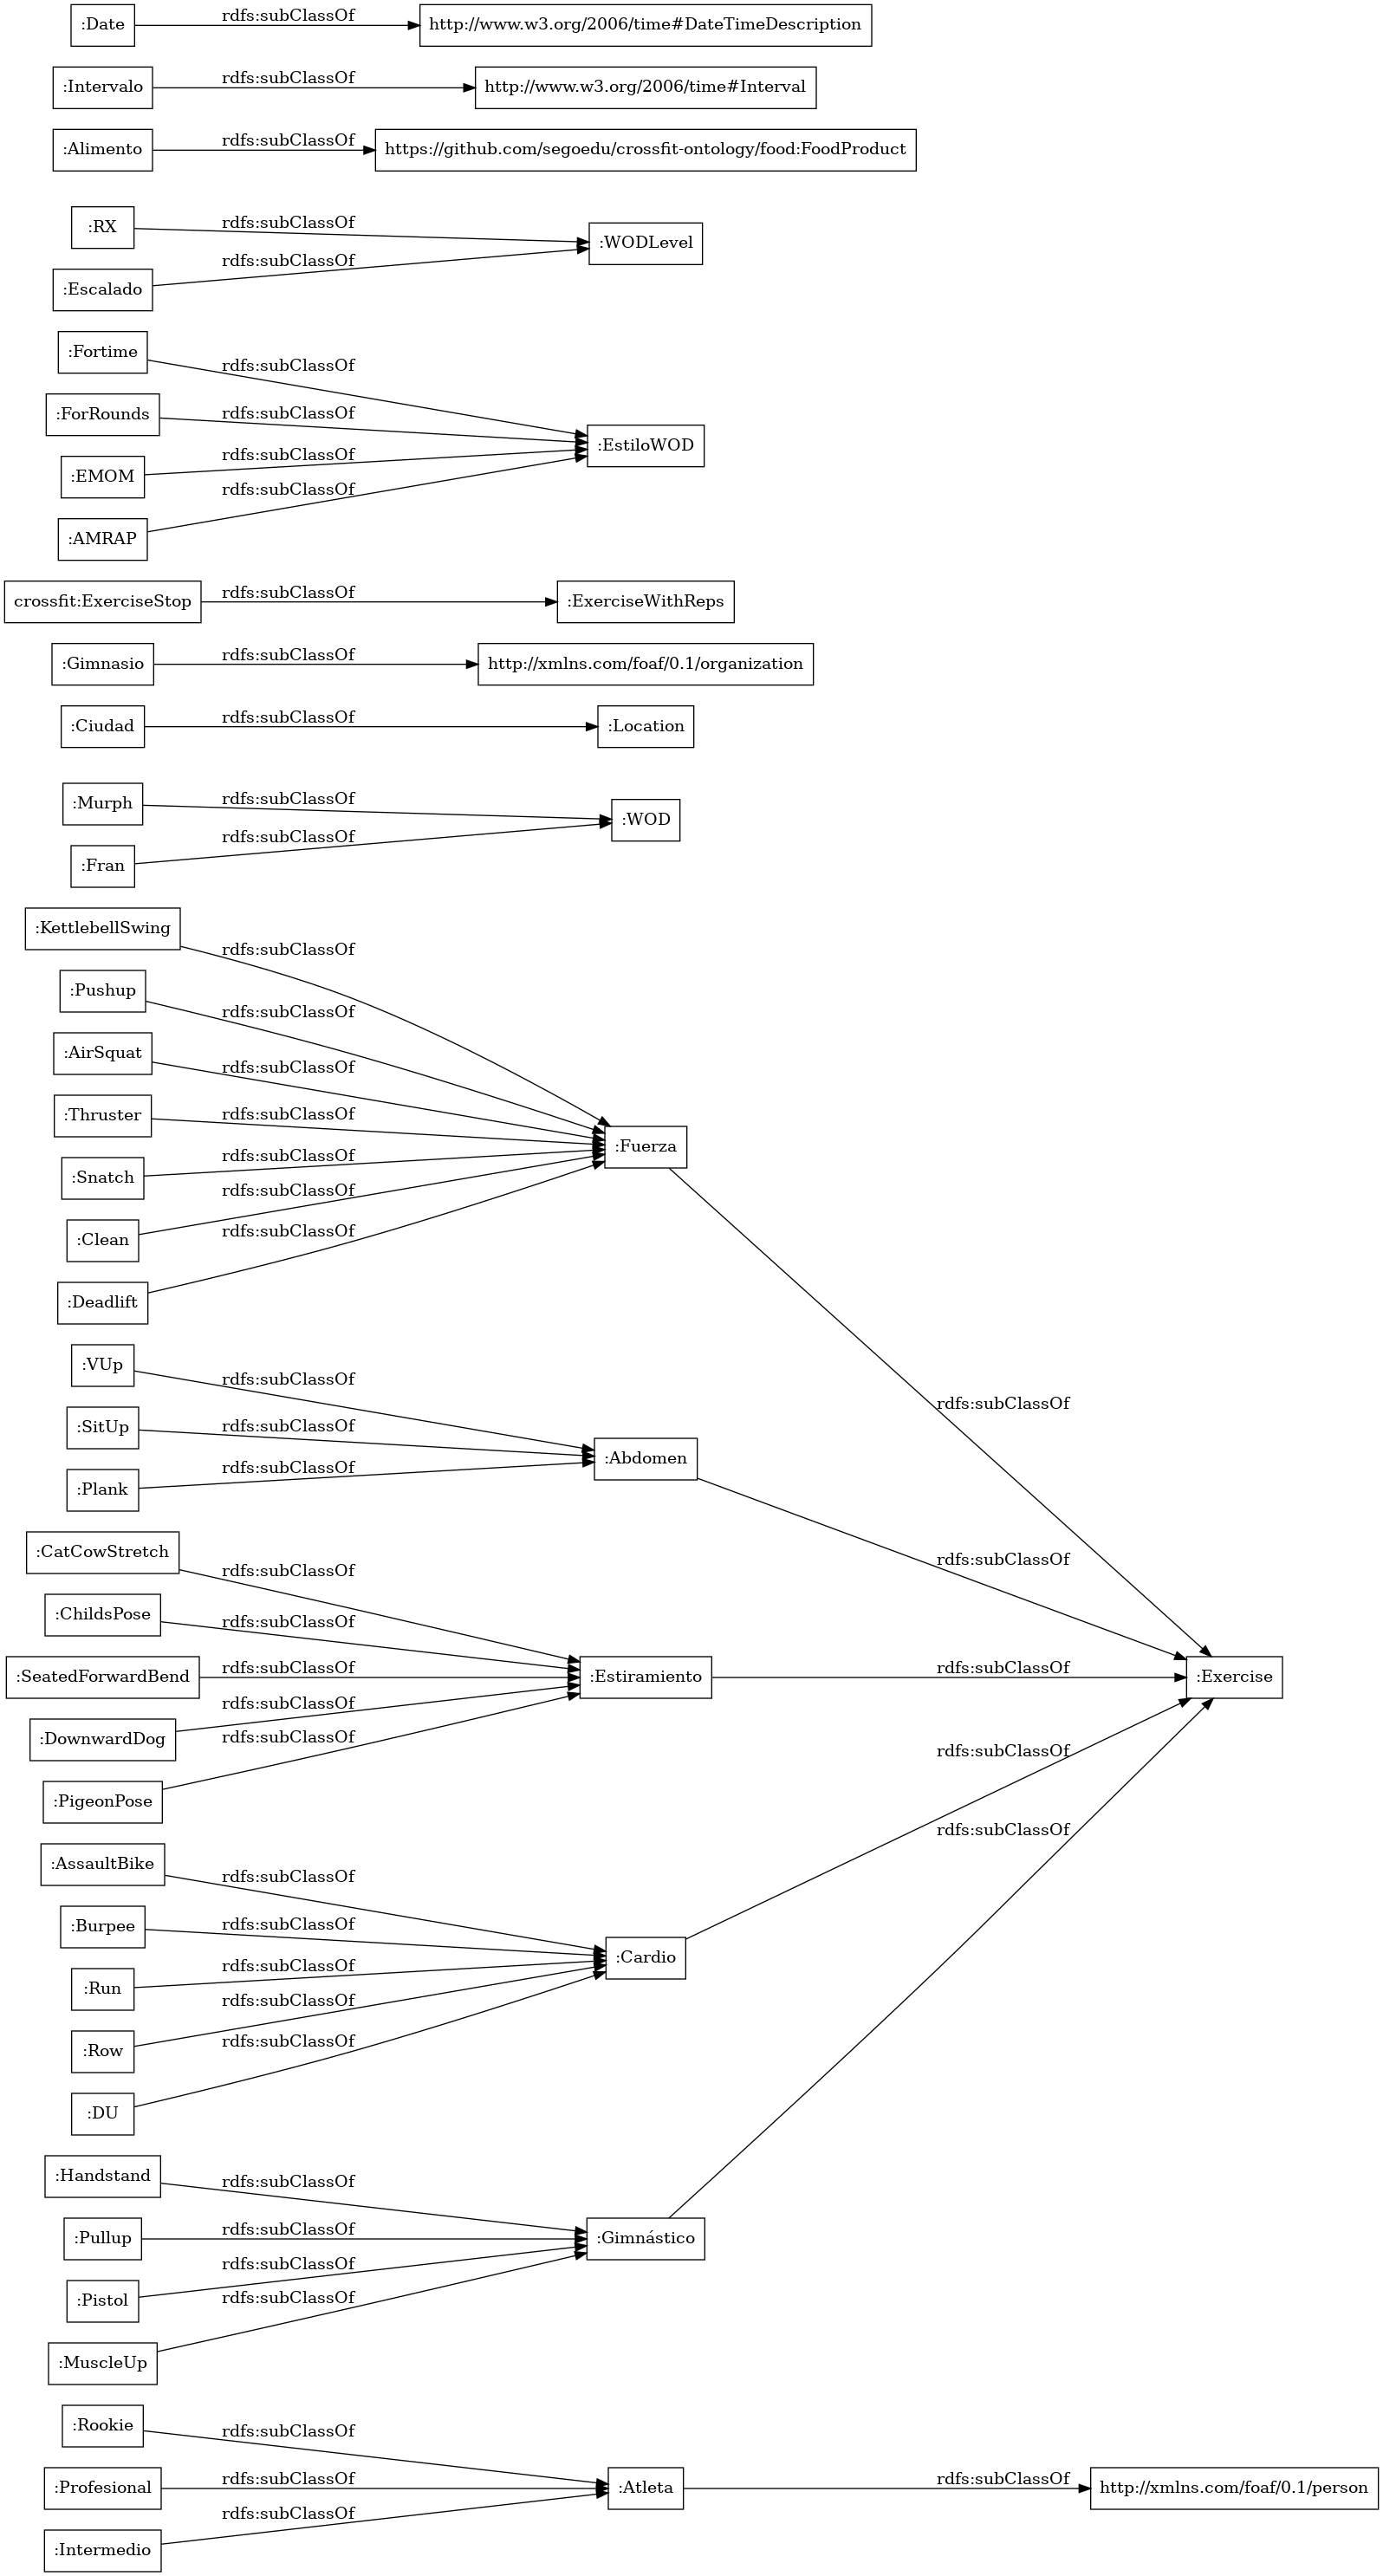 :Date
rdfs:subClassOf
http://www.w3.org/2006/time#DateTimeDescription
:Intervalo
rdfs:subClassOf
http://www.w3.org/2006/time#Interval
:Alimento
rdfs:subClassOf
https://github.com/segoedu/crossfit-ontology/food:FoodProduct
:RX
rdfs:subClassOf
:WODLevel
:Escalado
rdfs:subClassOf
:Fortime
rdfs:subClassOf
:ForRounds
rdfs:subClassOf
:EstiloWOD
:EMOM
rdfs:subClassOf
:AMRAP
rdfs:subClassOf
crossfit:ExerciseStop
rdfs:subClassOf
:ExerciseWithReps
:Gimnasio
rdfs:subClassOf
http://xmlns.com/foaf/0.1/organization
:Ciudad
rdfs:subClassOf
:Location
:Murph
rdfs:subClassOf
:WOD
:Fran
rdfs:subClassOf
:KettlebellSwing
rdfs:subClassOf
:Pushup
rdfs:subClassOf
:AirSquat
rdfs:subClassOf
:Thruster
rdfs:subClassOf
:Fuerza
:Snatch
rdfs:subClassOf
:Clean
rdfs:subClassOf
:Deadlift
rdfs:subClassOf
rdfs:subClassOf
:VUp
rdfs:subClassOf
:SitUp
rdfs:subClassOf
:Abdomen
:Plank
rdfs:subClassOf
rdfs:subClassOf
:CatCowStretch
rdfs:subClassOf
:ChildsPose
rdfs:subClassOf
:SeatedForwardBend
rdfs:subClassOf
:Estiramiento
rdfs:subClassOf
:Exercise
:DownwardDog
rdfs:subClassOf
:PigeonPose
rdfs:subClassOf
rdfs:subClassOf
rdfs:subClassOf
:AssaultBike
rdfs:subClassOf
:Burpee
rdfs:subClassOf
:Cardio
:Run
rdfs:subClassOf
:Row
rdfs:subClassOf
:DU
rdfs:subClassOf
:Handstand
rdfs:subClassOf
:Pullup
rdfs:subClassOf
:Gimnástico
:Pistol
rdfs:subClassOf
:MuscleUp
rdfs:subClassOf
:Rookie
rdfs:subClassOf
:Profesional
rdfs:subClassOf
:Atleta
rdfs:subClassOf
http://xmlns.com/foaf/0.1/person
:Intermedio
rdfs:subClassOf